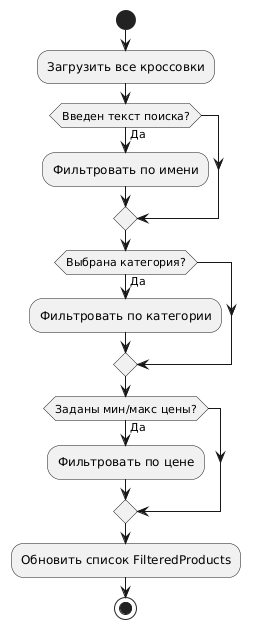 Загрузить все кроссовки
Введен текст поиска?
Да
Фильтровать по имени
Выбрана категория?
Да
Фильтровать по категории
Заданы мин/макс цены?
Да
Фильтровать по цене
Обновить список FilteredProducts